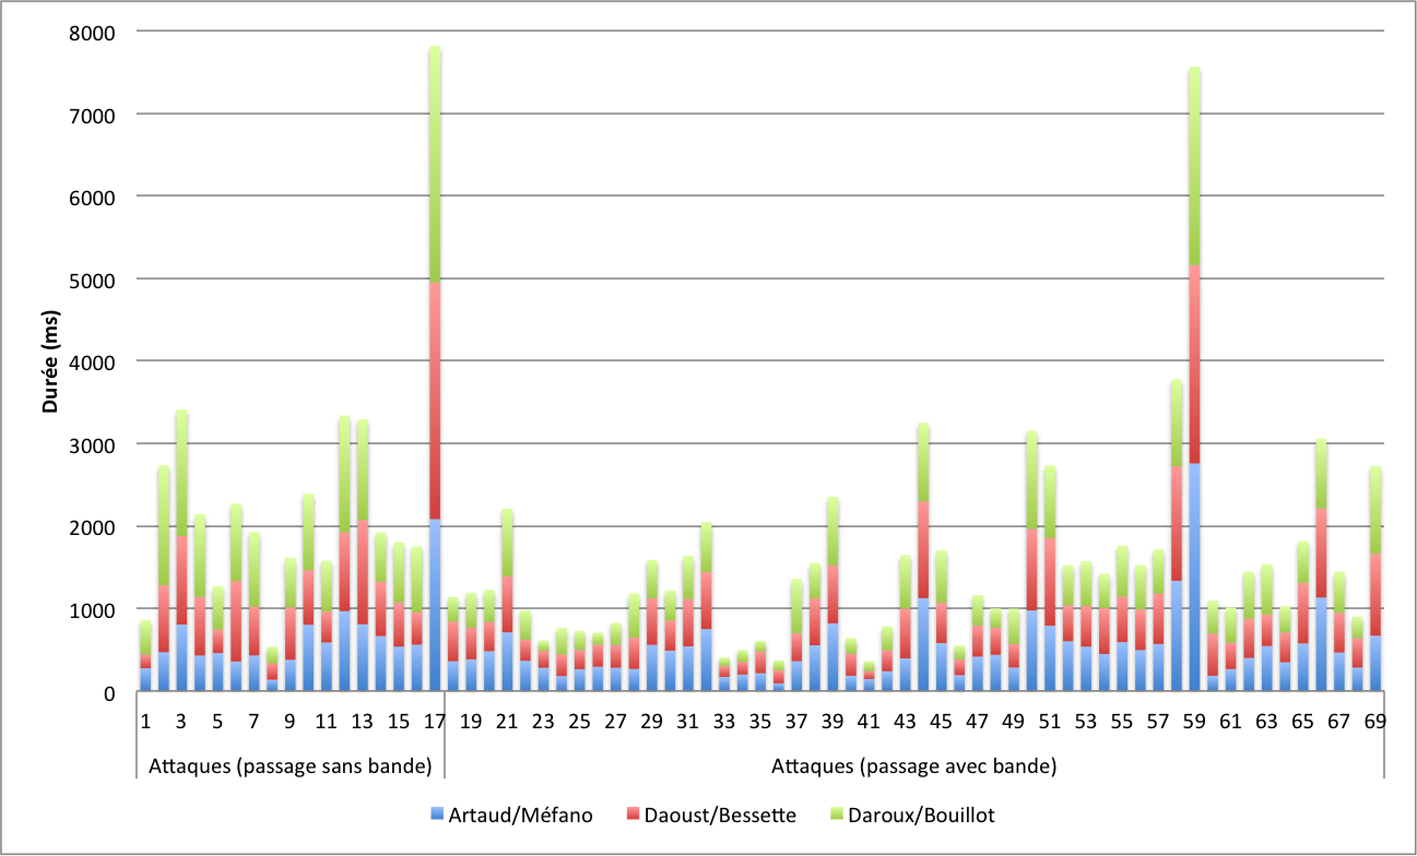 8000
7000
6000
5000
4000
3000
2000
1000
0
Durée (ms)
1 3 5 7 9 11 13 15 17 19 21 23 25 27 29 31 33 35 37 39 41 43 45 47 49 51 53 55 57 59 61 63 65 67 69
Attaques (passage sans bande) Attaques (passage avec bande)
Artaud/Méfano Daoust/Bessette Daroux/Bouillot